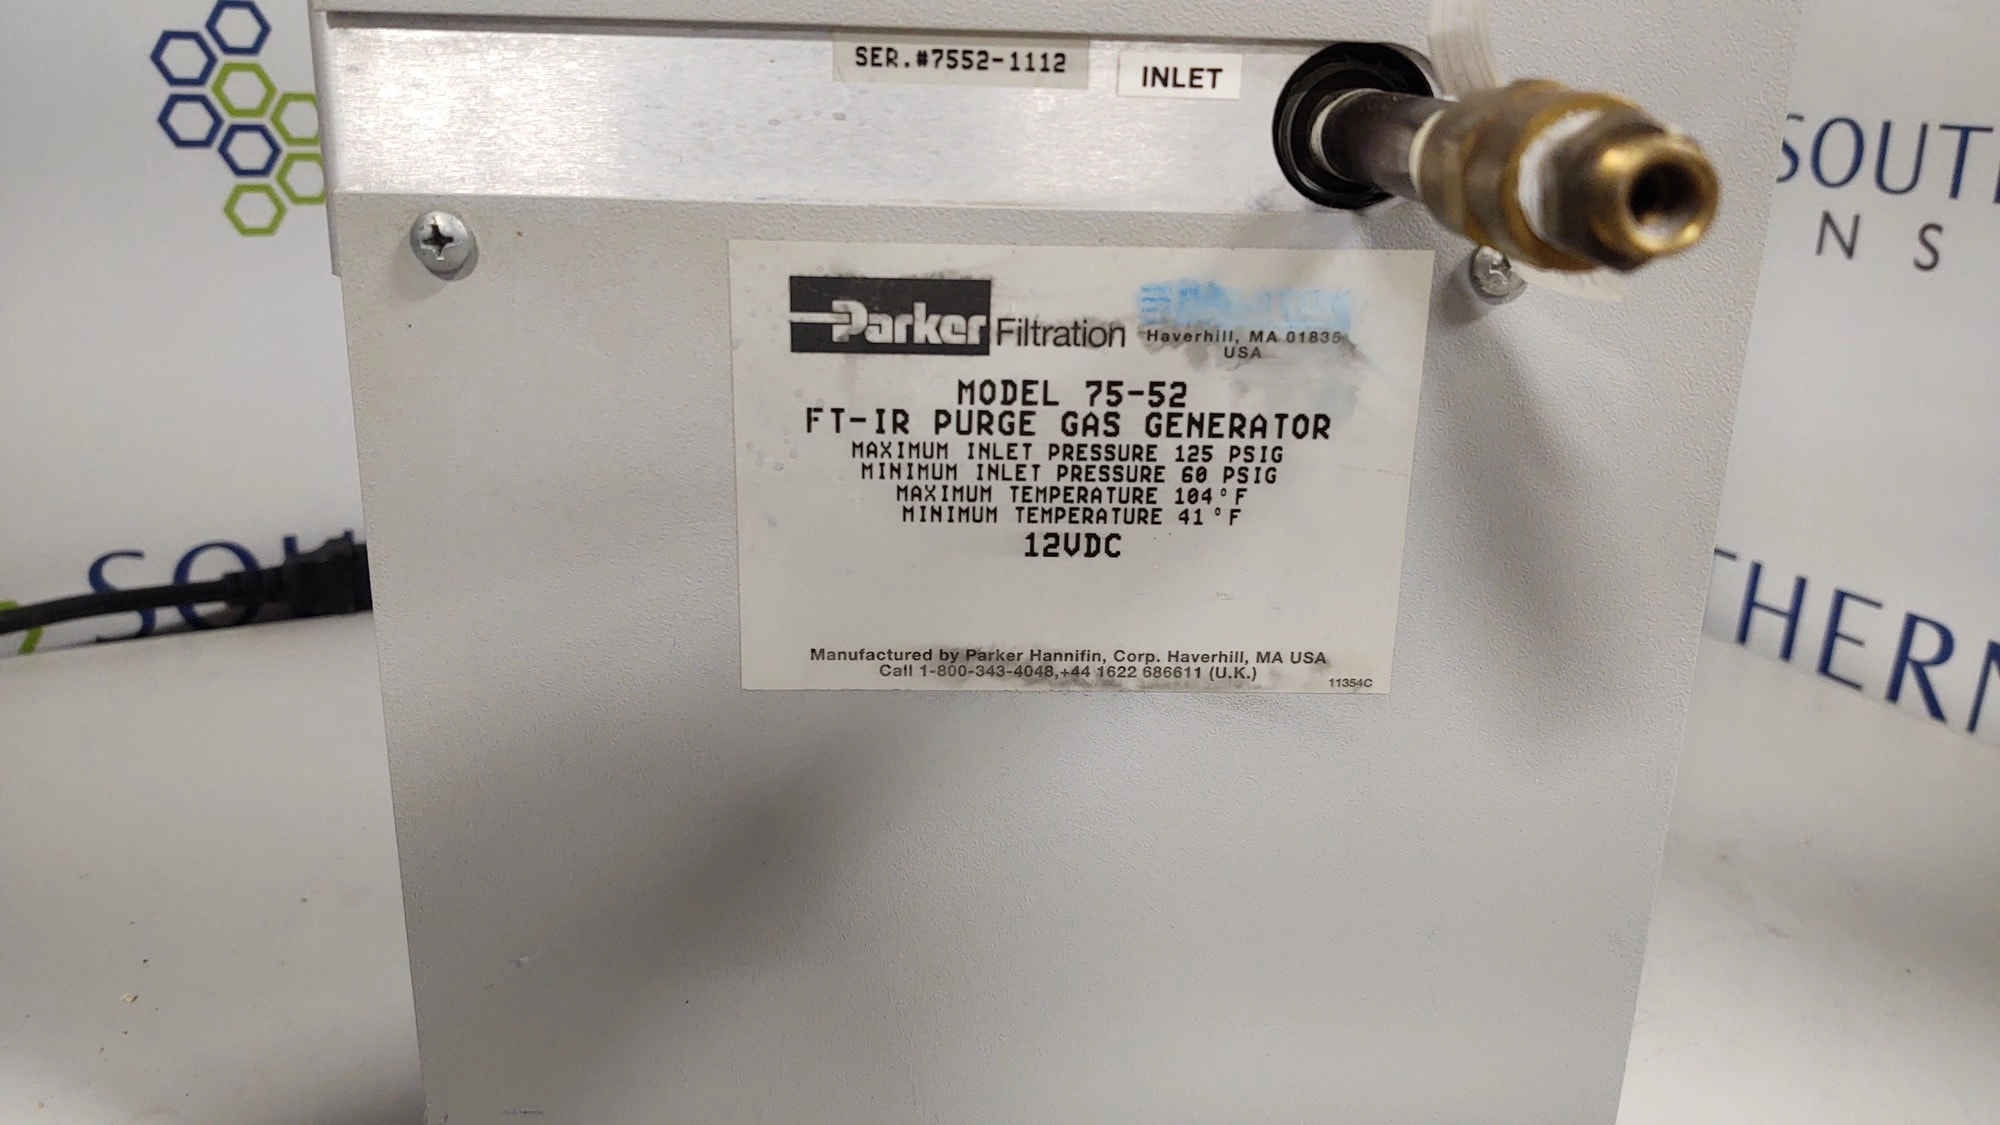 SER.#7552-1112
INLET
Parker Filtration
Haverhill, MA 01835
USA
MODEL 75-52
FT-IR PURGE GAS GENERATOR
MAXIMUM INLET PRESSURE 125 PSIG
MINIMUM INLET PRESSURE 60 PSIG
MAXIMUM TEMPERATURE 104°F
MINIMUM TEMPERATURE 41°F
12VDC
Manufactured by Parker Hannifin, Corp. Haverhill, MA USA
Call 1-800-343-4048,+44 1622 686611 (U.K.)
11354C
SOUT
N S
SOU
THERN